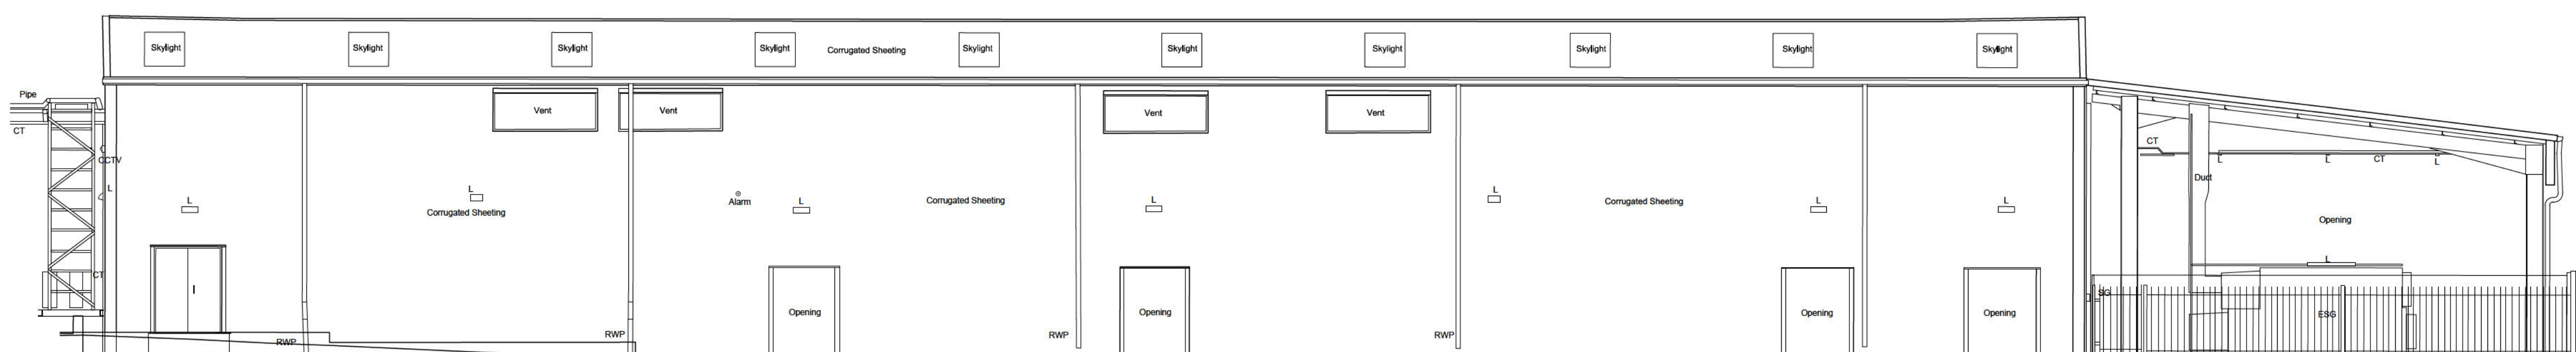 Skylight
Skylight
Skylight
Skylight
Corrugated Sheeting
Skylight
Skylight
Skylight
Skylight
Skylight
Skylight
Pipe
CT
CCTV
L
Vent
Vent
Vent
Vent
L
L
Corrugated Sheeting
Alarm
L
Corrugated Sheeting
L
L
Corrugated Sheeting
L
L
CT
L
L
CT
L
Duct
Opening
L
CT
Opening
Opening
Opening
Opening
SG
ESG
RWP
RWP
RWP
RWP